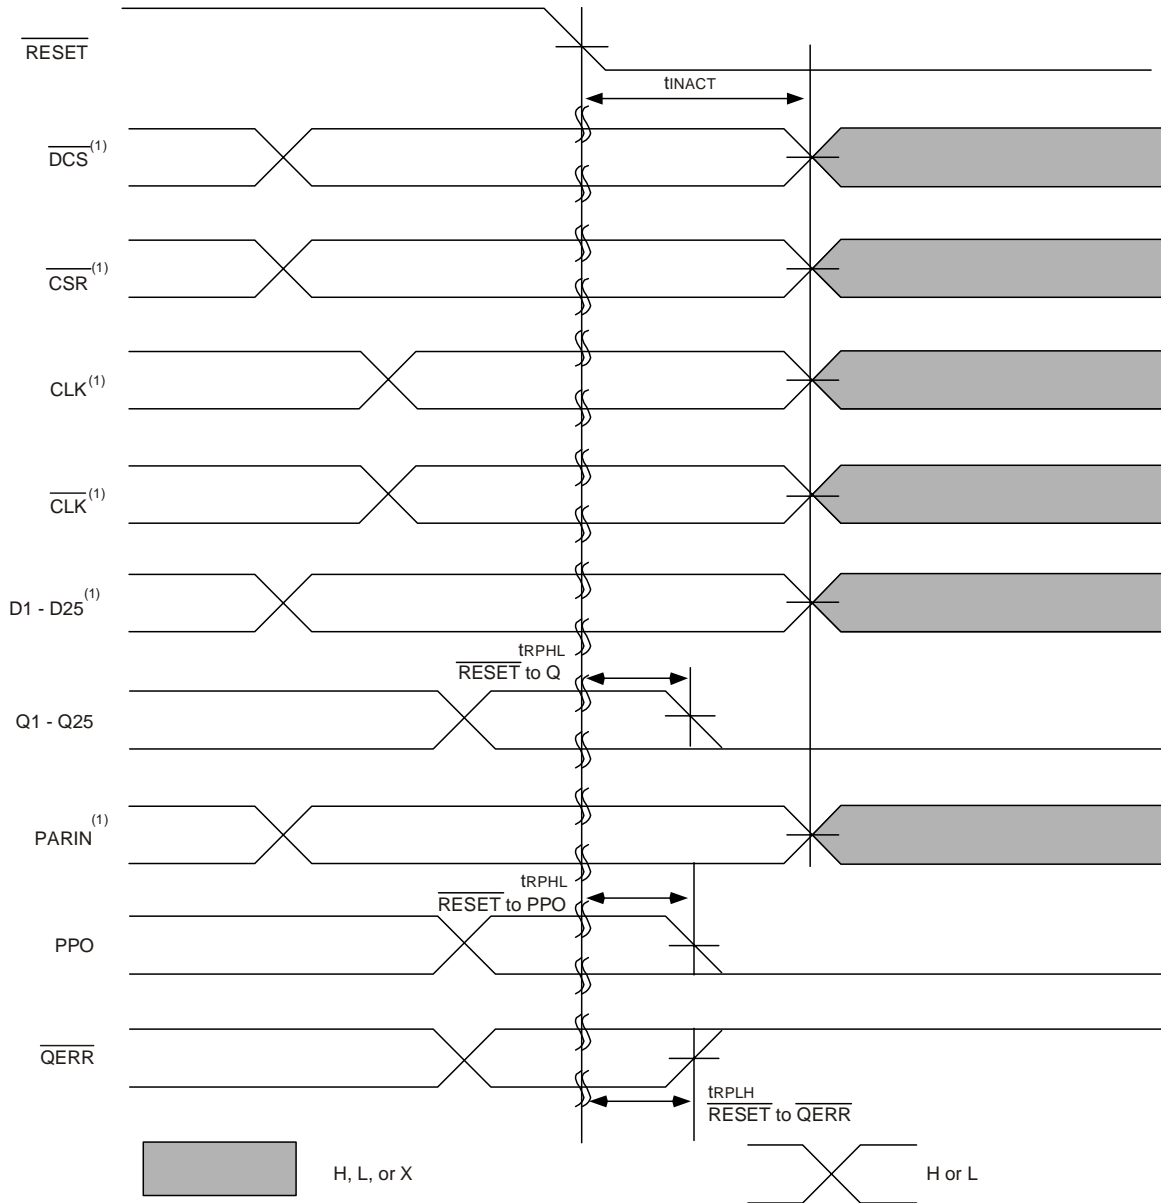 RESET
tINACT
DCS(1)
CSR(1)
CLK(1)
CLK(1)
D1 - D25(1)
tRPHL
RESET to Q
Q1 - Q25
PARIN(1)
tRPHL
RESET to PPO
PPO
QERR
tRPLH
RESET to QERR
H, L, or X
H or L